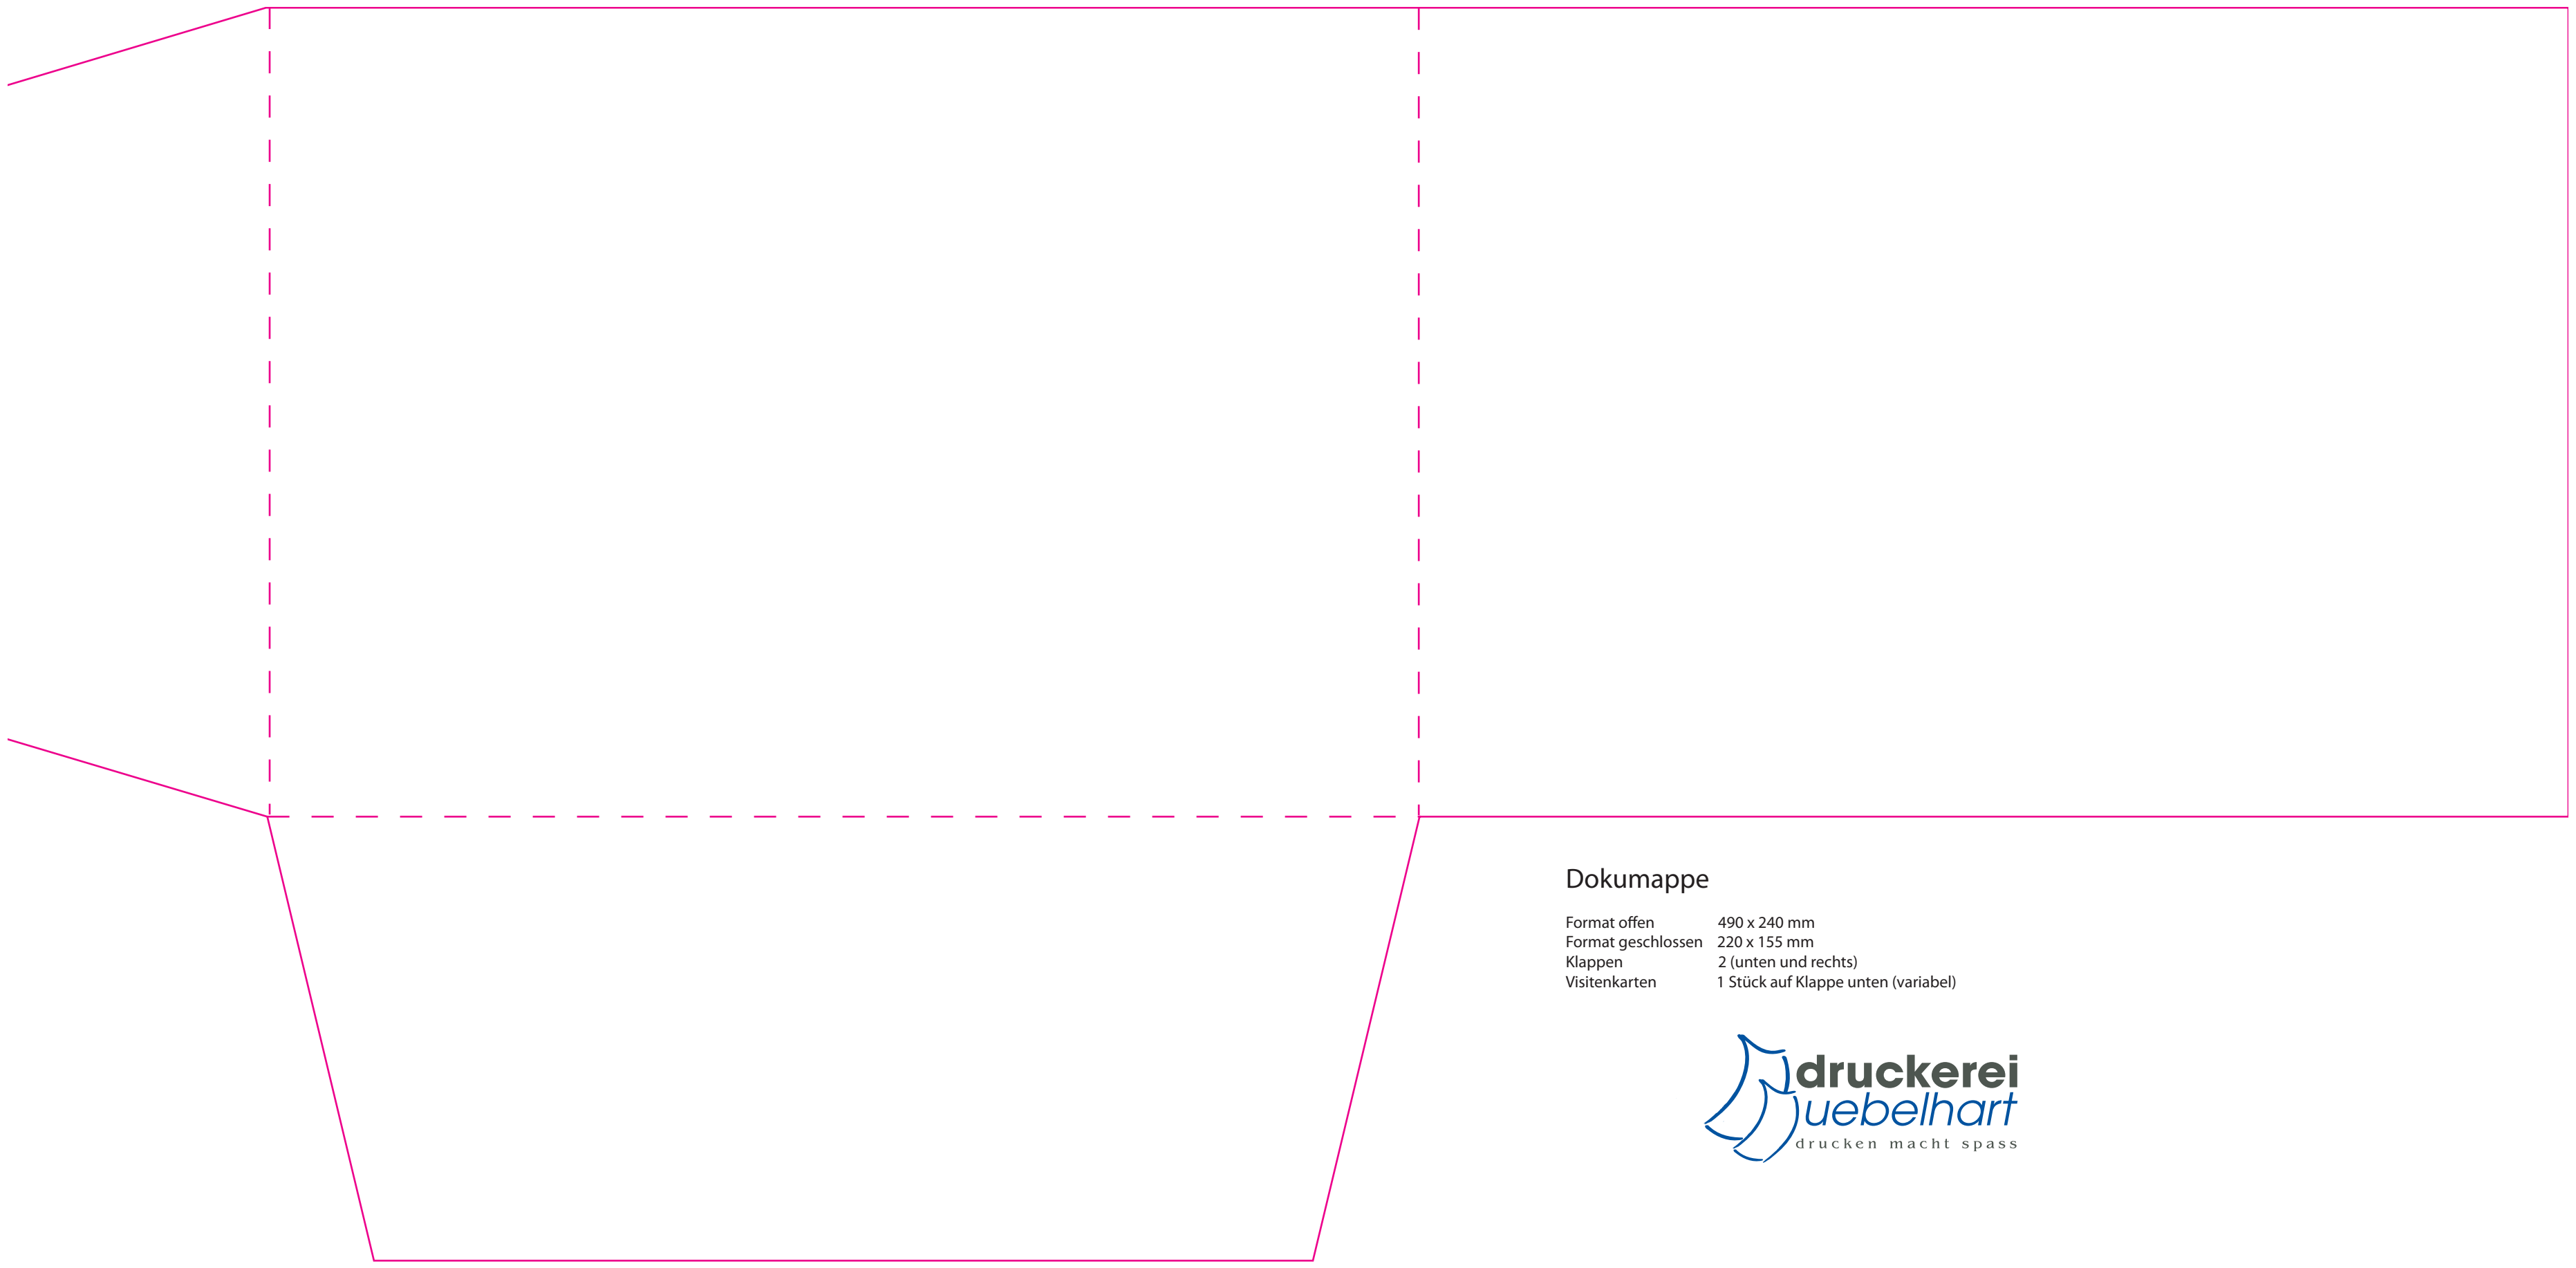 Dokumappe
Format offen 490 x 240 mm
Format geschlossen 220 x 155 mm
Klappen 2 (unten und rechts)
Visitenkarten 1 Stück auf Klappe unten (variabel)
druckerei
uebelhart
drucken macht spass